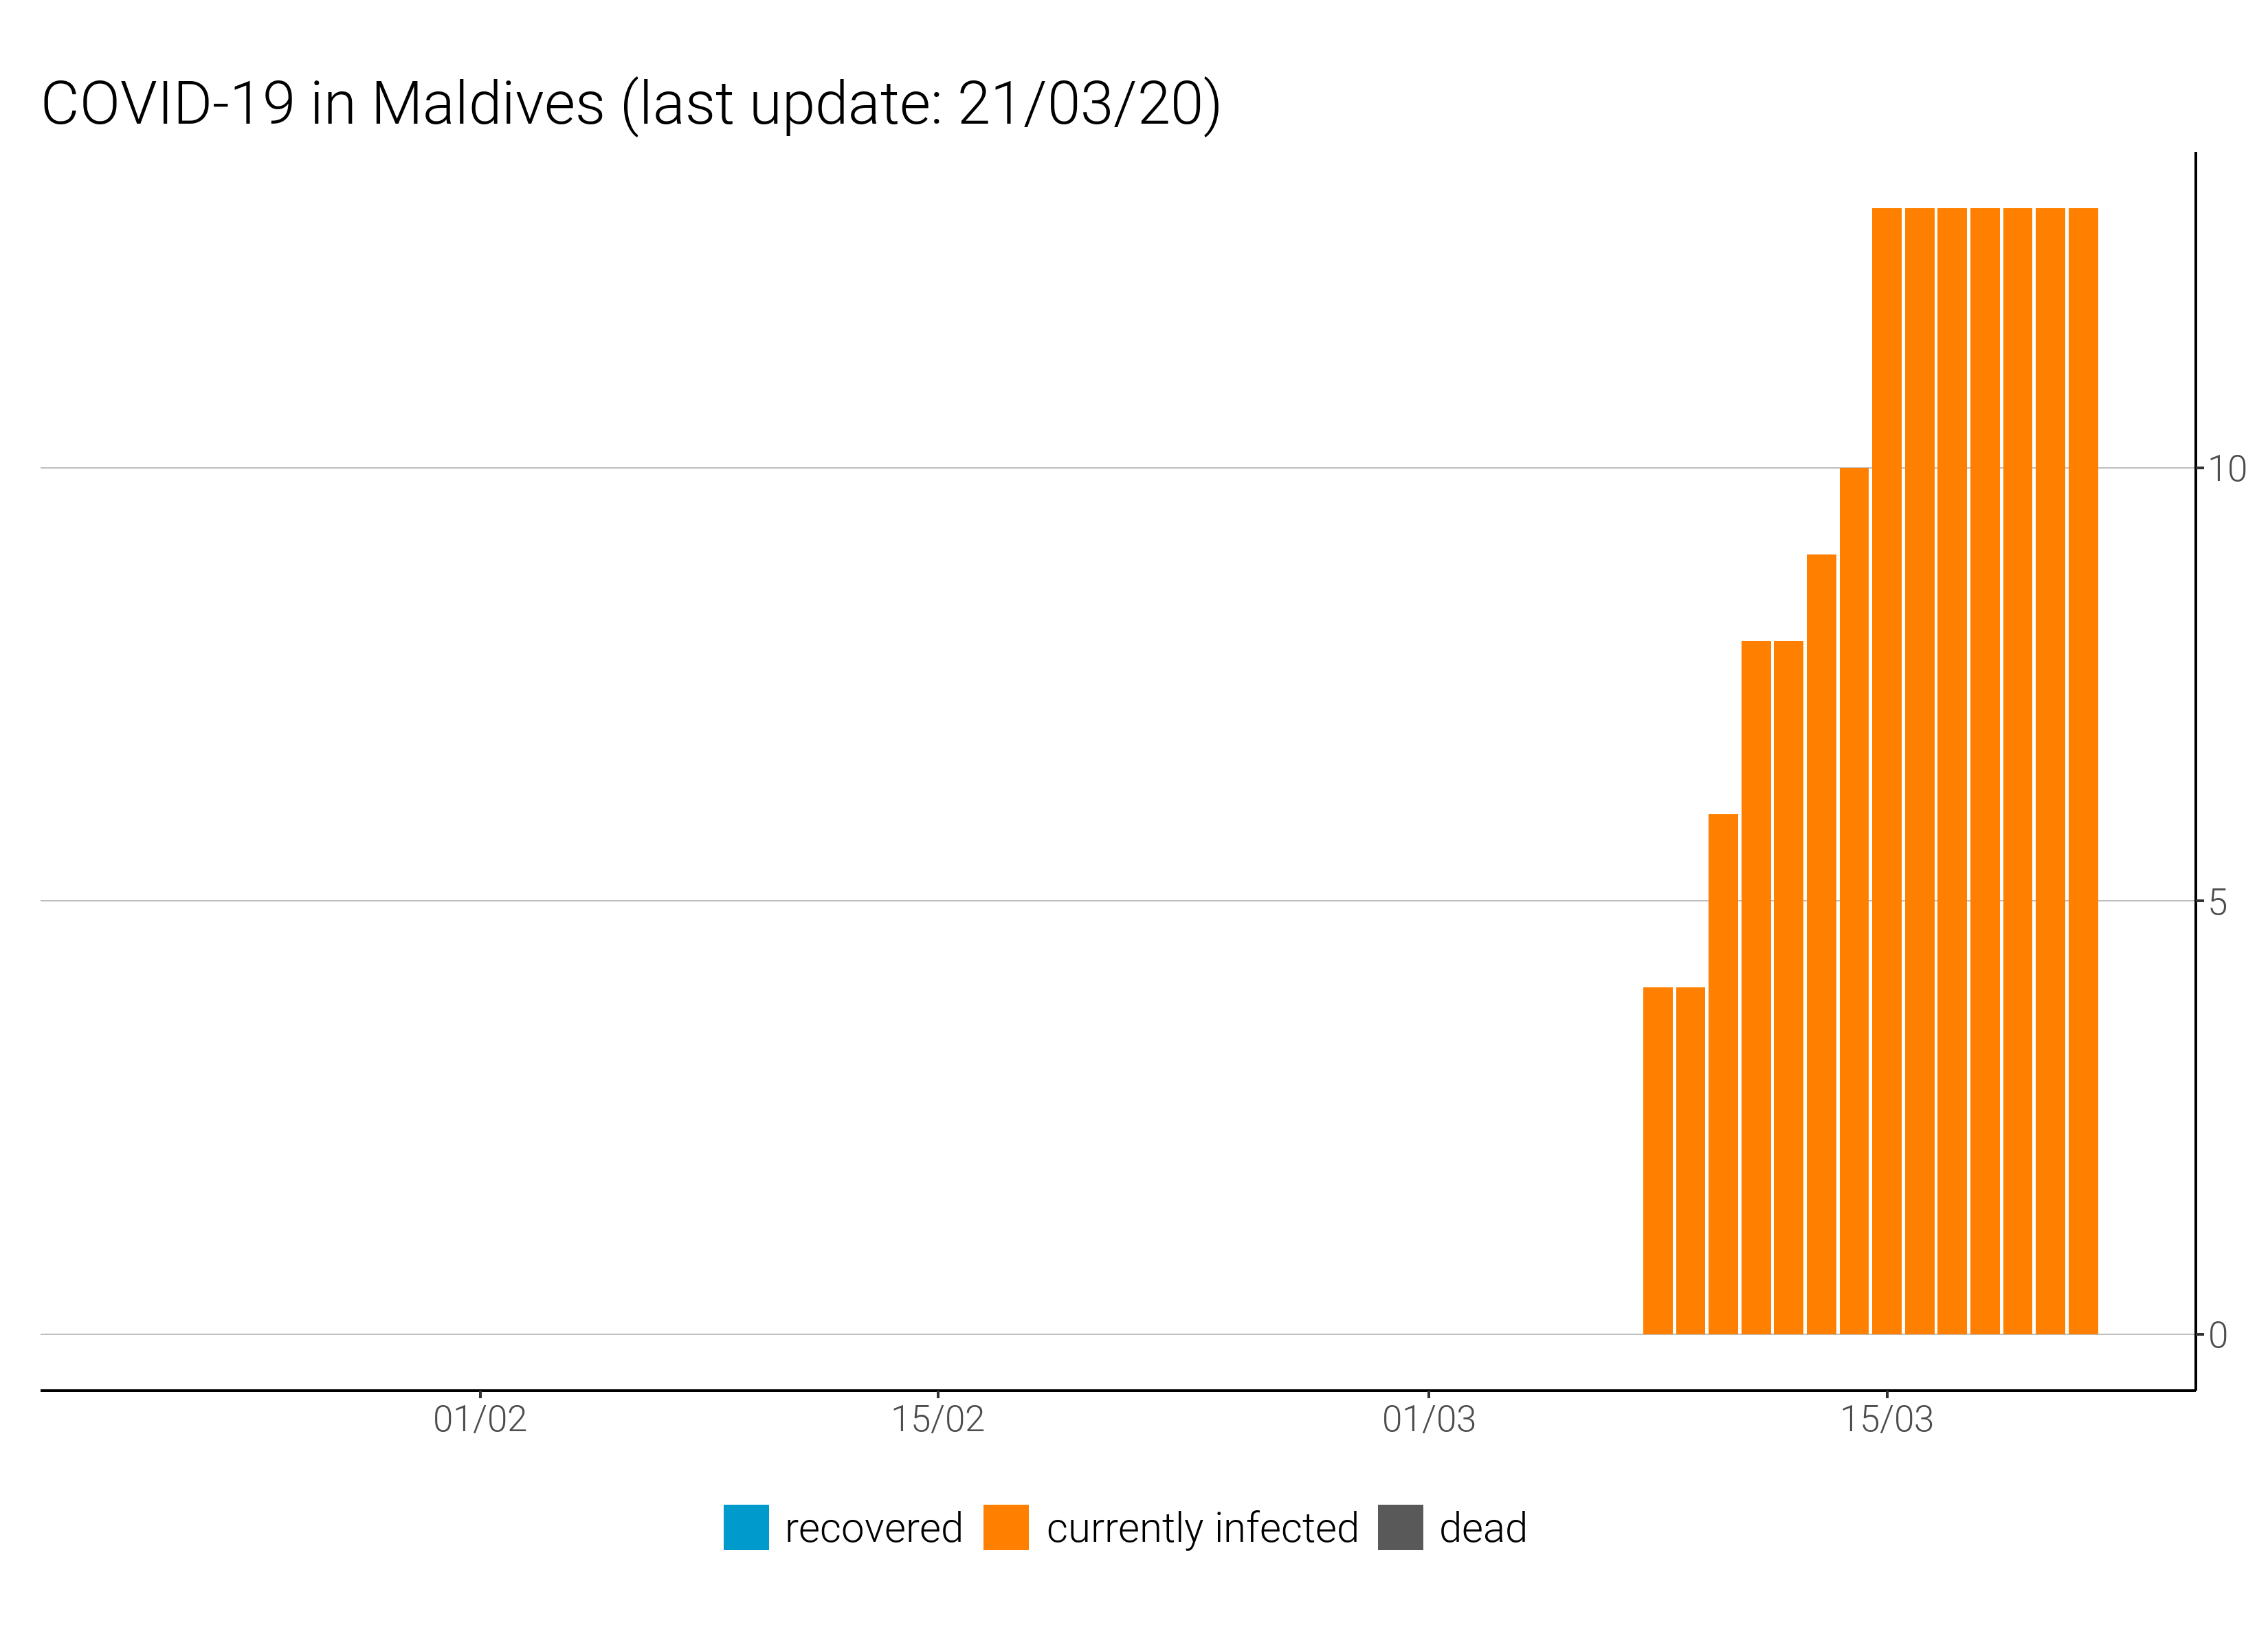 COVID-19 in Maldives (last update: 21/03/20)
10
5
0
01/02 15/02 01/03 15/03
recovered currently infected dead